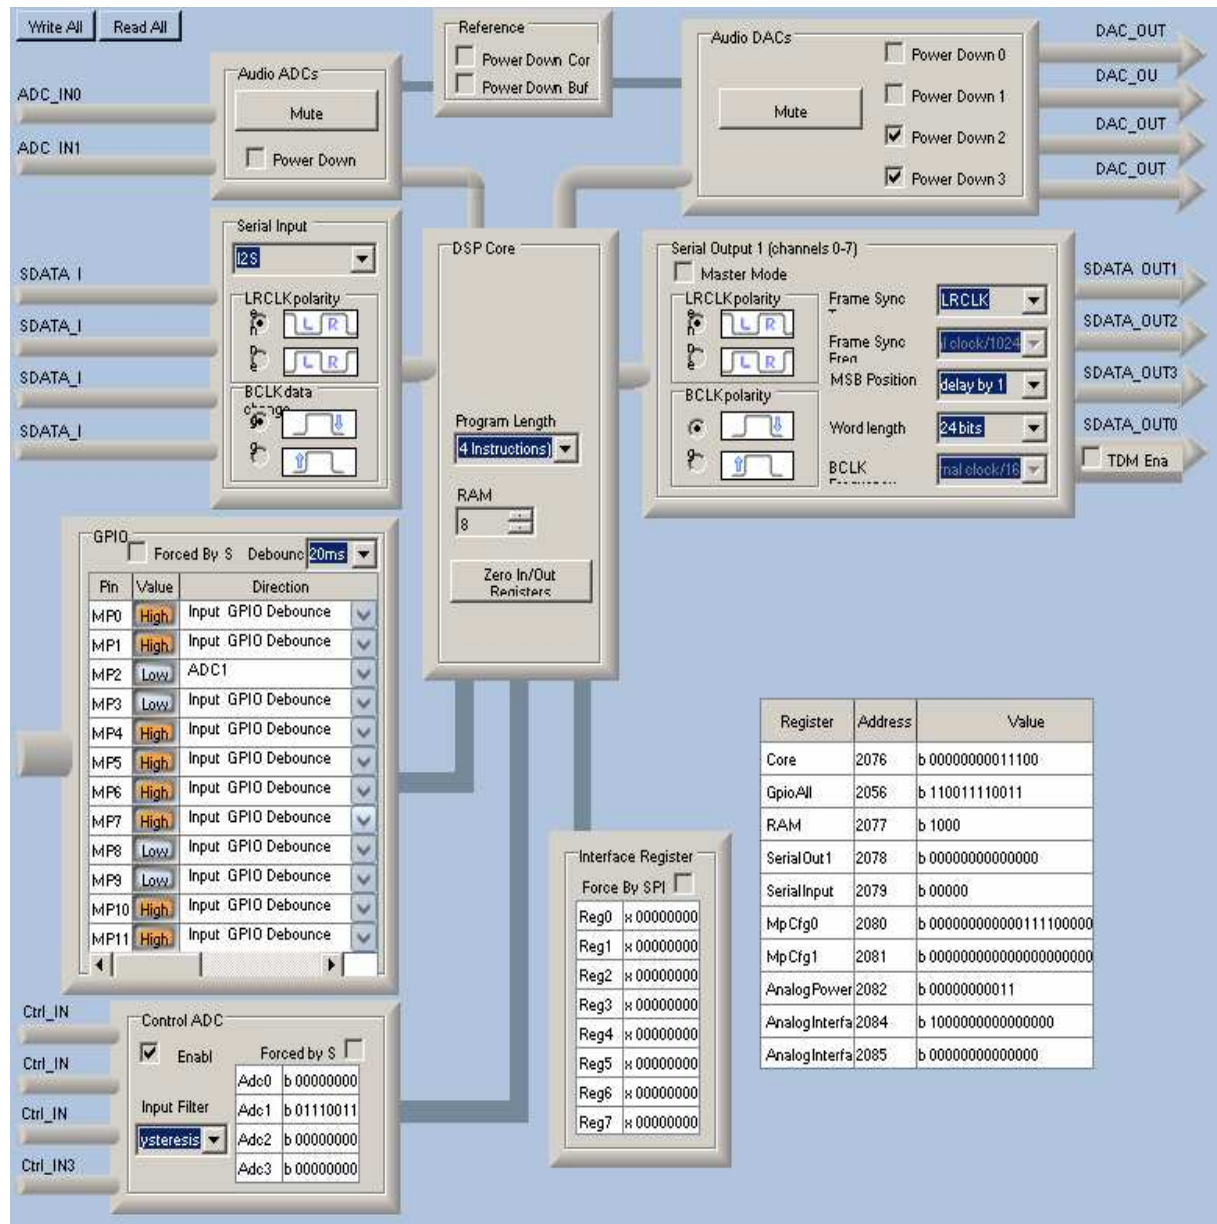 Write All
Read All
Reference
Power Down Cor
Power Down Buf
Audio ADCs
Mute
Power Down
ADC_IN0
ADC IN1
Audio DACs
Mute
Power Down 0
Power Down 1
Power Down 2
Power Down 3
DAC_OUT
DAC_OU
DAC_OUT
DAC_OUT
Serial Input
I2S
LRCLK polarity
L R
L R
BCLK data
SDATA I
SDATA_I
SDATA_I
SDATA_I
DSP Core
Program Length
4 Instructions)
RAM
8
Zero In/Out
Registers
Serial Output 1 (channels 0-7)
Master Mode
LRCLK polarity
L R
L R
BCLK polarity
Frame Sync
LRCLK
Frame Sync
Freq
l clock/1024
MSB Position
delay by 1
Word length
24 bits
BCLK
nal clock/16
SDATA OUT1
SDATA_OUT2
SDATA_OUT3
SDATA_OUT0
TDM Ena
GPIO
Forced By S Debounc 20ms
Pin Value Direction
MP0 High Input GPIO Debounce
MP1 High Input GPIO Debounce
MP2 Low ADC1
MP3 Low Input GPIO Debounce
MP4 High Input GPIO Debounce
MP5 High Input GPIO Debounce
MP6 High Input GPIO Debounce
MP7 High Input GPIO Debounce
MP8 Low Input GPIO Debounce
MP9 Low Input GPIO Debounce
MP10 High Input GPIO Debounce
MP11 High Input GPIO Debounce
Ctrl_IN
Ctrl_IN
Ctrl_IN
Ctrl_IN3
Control ADC
Enabl
Forced by S
Input Filter
ysteresis
Adc0 b 00000000
Adc1 b 01110011
Adc2 b 00000000
Adc3 b 00000000
Interface Register
Force By SPI
Reg0 x 00000000
Reg1 x 00000000
Reg2 x 00000000
Reg3 x 00000000
Reg4 x 00000000
Reg5 x 00000000
Reg6 x 00000000
Reg7 x 00000000
Register Address Value
Core 2076 b 00000000011100
GpioAll 2056 b 110011110011
RAM 2077 b 1000
SerialOut1 2078 b 00000000000000
SerialInput 2079 b 00000
MpCfg0 2080 b 000000000000111100000
MpCfg1 2081 b 000000000000000000000
AnalogPower 2082 b 00000000011
AnalogInterfa 2084 b 1000000000000000
AnalogInterfa 2085 b 00000000000000